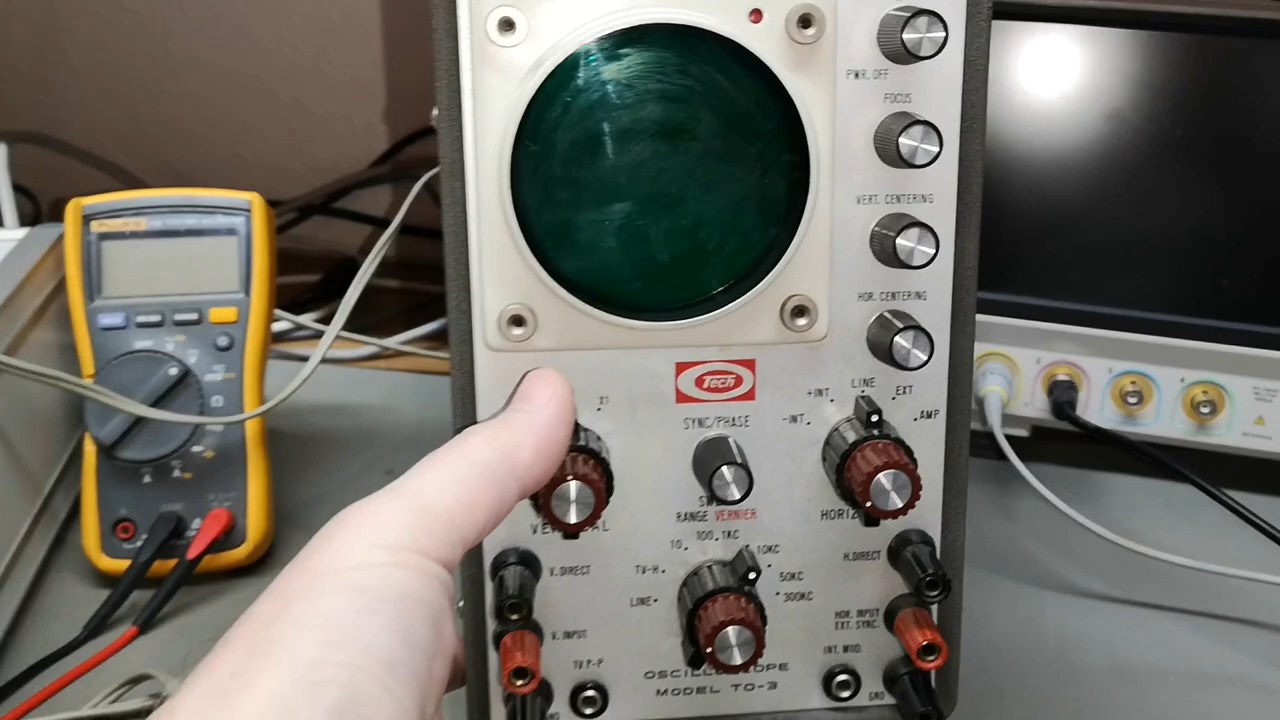 PWR. OFF
FOCUS
VERT. CENTERING
HOR. CENTERING
Tech
+INT.
LINE
EXT
-INT.
.AMP
X1
SYNC/PHASE
RANGE VERNIER
10.
100.
1KC
10KC
TV-H.
50KC
LINE.
300KC
V.DIRECT
H.DIRECT
V. INPUT
HOR. INPUT
EXT. SYNC.
1V P-P
INT. MOD.
GND
OSCILLOSCOPE
MODEL TO-3